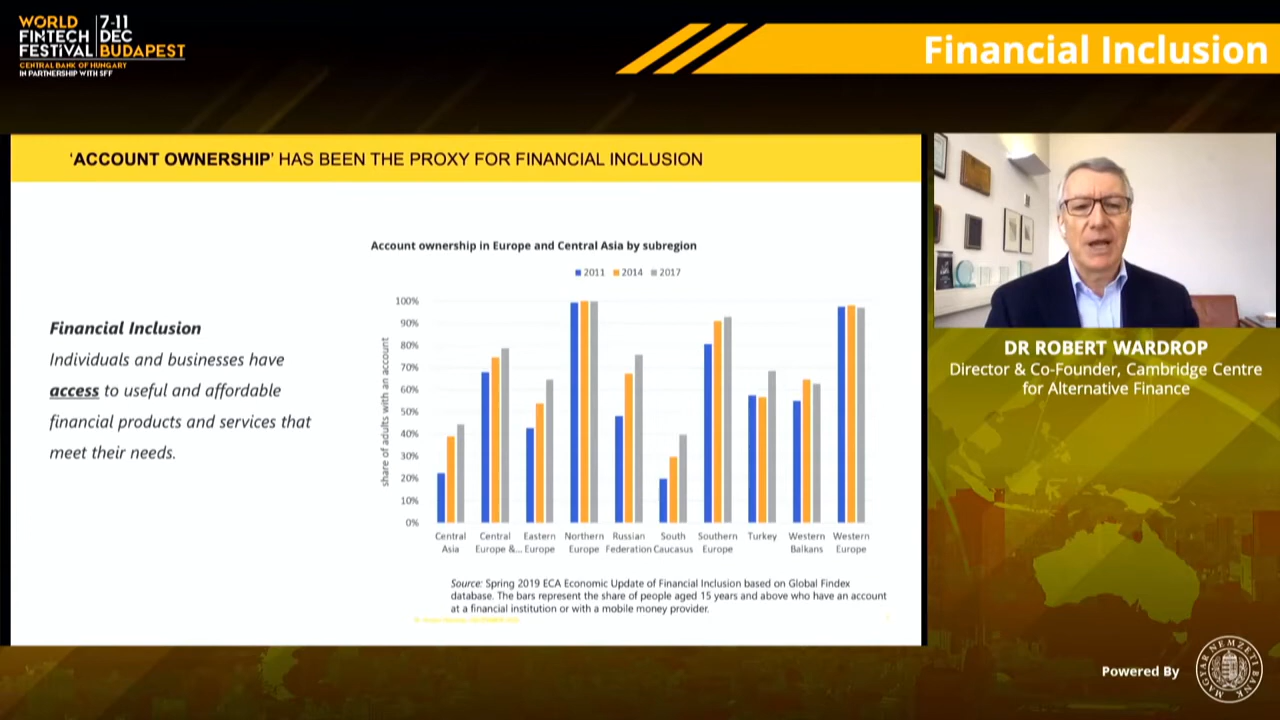 WORLD
FINTECH
FESTIVAL
7-11
DEC
BUDAPEST
CENTRAL BANK OF HUNGARY
IN PARTNERSHIP WITH SFF
Financial Inclusion
'ACCOUNT OWNERSHIP' HAS BEEN THE PROXY FOR FINANCIAL INCLUSION
Financial Inclusion
Individuals and businesses have
access to useful and affordable
financial products and services that
meet their needs.
Account ownership in Europe and Central Asia by subregion
2011 2014 2017
share of adults with an account
100%
90%
80%
70%
60%
50%
40%
30%
20%
10%
0%
Central Asia
Central Europe &...
Eastern Europe
Northern Europe
Russian Federation
South Caucasus
Southern Europe
Turkey
Western Balkans
Western Europe
Source: Spring 2019 ECA Economic Update of Financial Inclusion based on Global Findex
database. The bars represent the share of people aged 15 years and above who have an account
at a financial institution or with a mobile money provider.
DR ROBERT WARDROP
Director & Co-Founder, Cambridge Centre
for Alternative Finance
Powered By
MAGYAR NEMZETI BANK